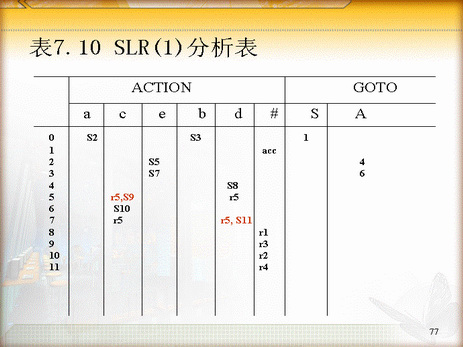 表7.10 SLR(1)分析表
ACTION GOTO
a c e b d # S A
0 S2 S3 1
1 acc
2 S5 4
3 S7 6
4 S8
5 r5,S9 r5
6 S10
7 r5 r5, S11
8 r1
9 r3
10 r2
11 r4
77